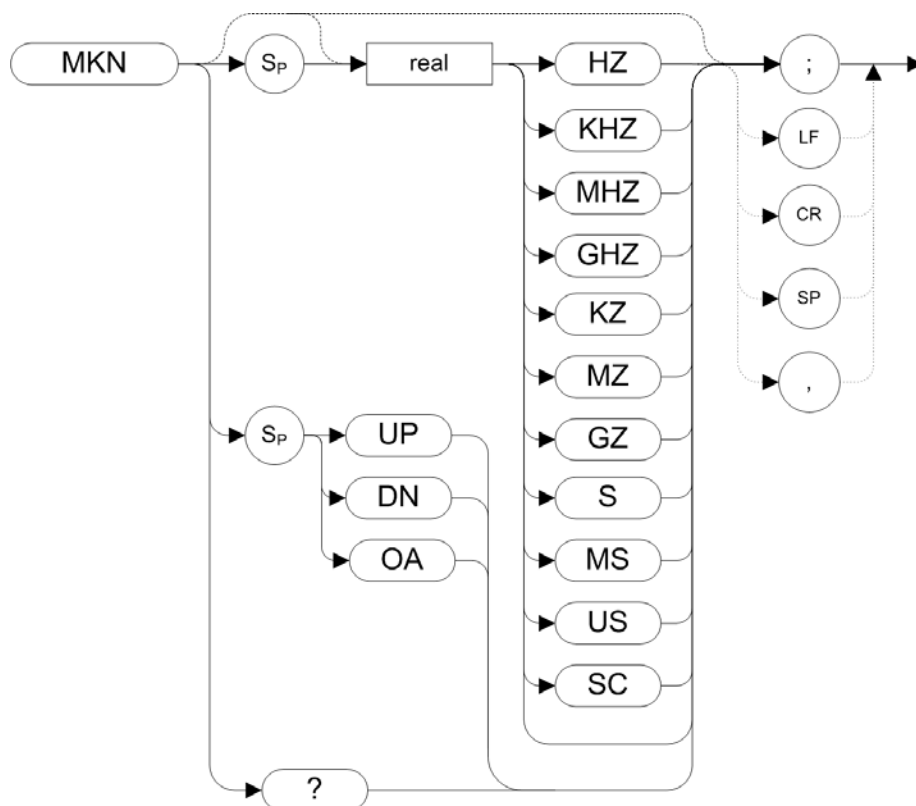 MKN
SP
real
HZ
;
KHZ
LF
MHZ
CR
GHZ
SP
KZ
MZ
,
SP
UP
GZ
DN
S
OA
MS
US
SC
?